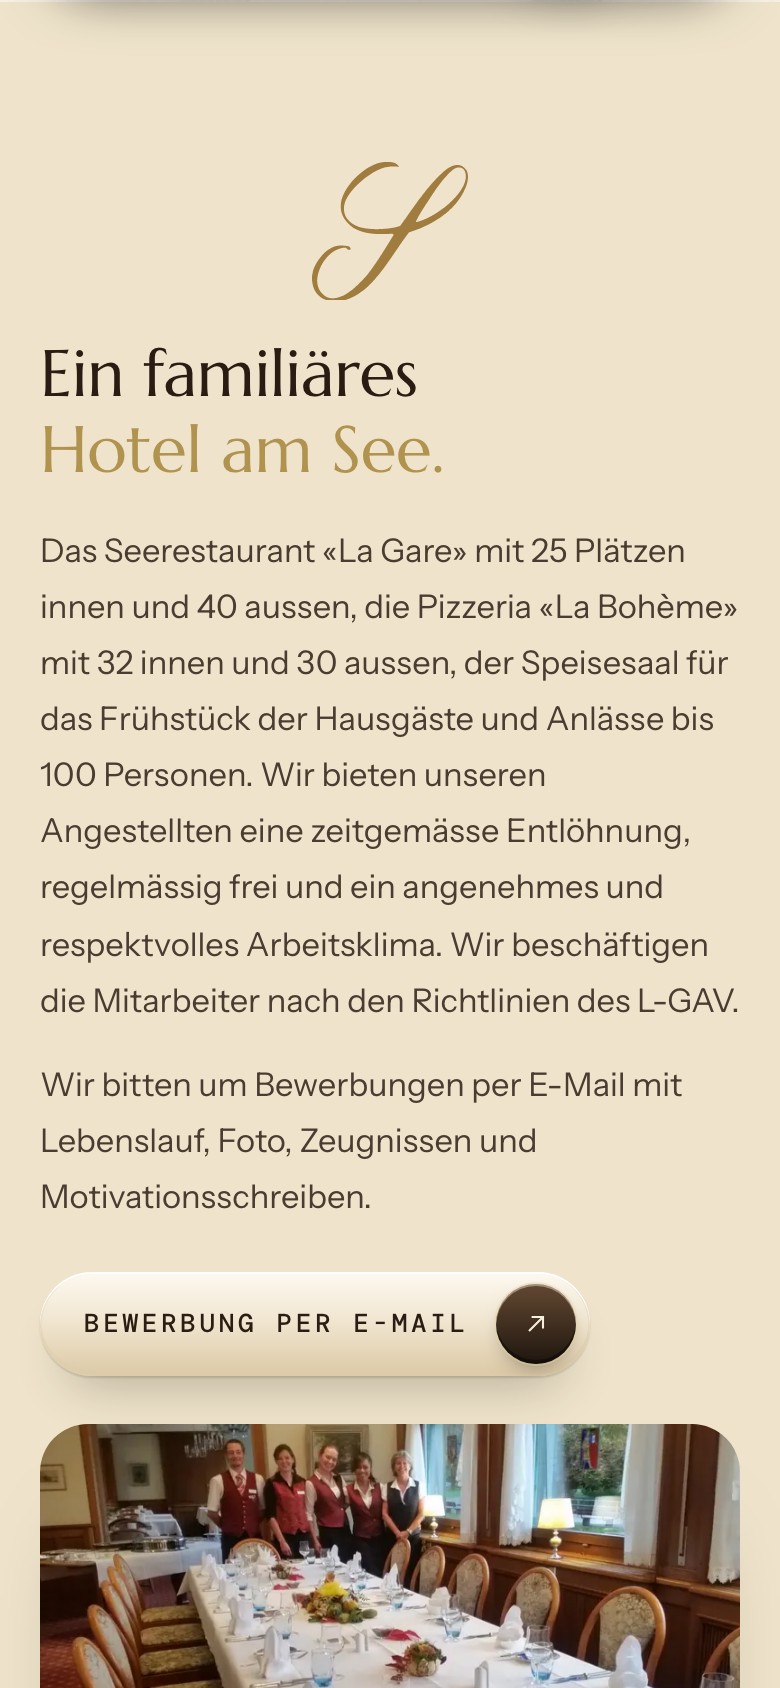 S
Ein familiäres
Hotel am See.
Das Seerestaurant «La Gare» mit 25 Plätzen
innen und 40 aussen, die Pizzeria «La Bohème»
mit 32 innen und 30 aussen, der Speisesaal für
das Frühstück der Hausgäste und Anlässe bis
100 Personen. Wir bieten unseren
Angestellten eine zeitgemässe Entlöhnung,
regelmässig frei und ein angenehmes und
respektvolles Arbeitsklima. Wir beschäftigen
die Mitarbeiter nach den Richtlinien des L-GAV.
Wir bitten um Bewerbungen per E-Mail mit
Lebenslauf, Foto, Zeugnissen und
Motivationsschreiben.
BEWERBUNG PER E-MAIL